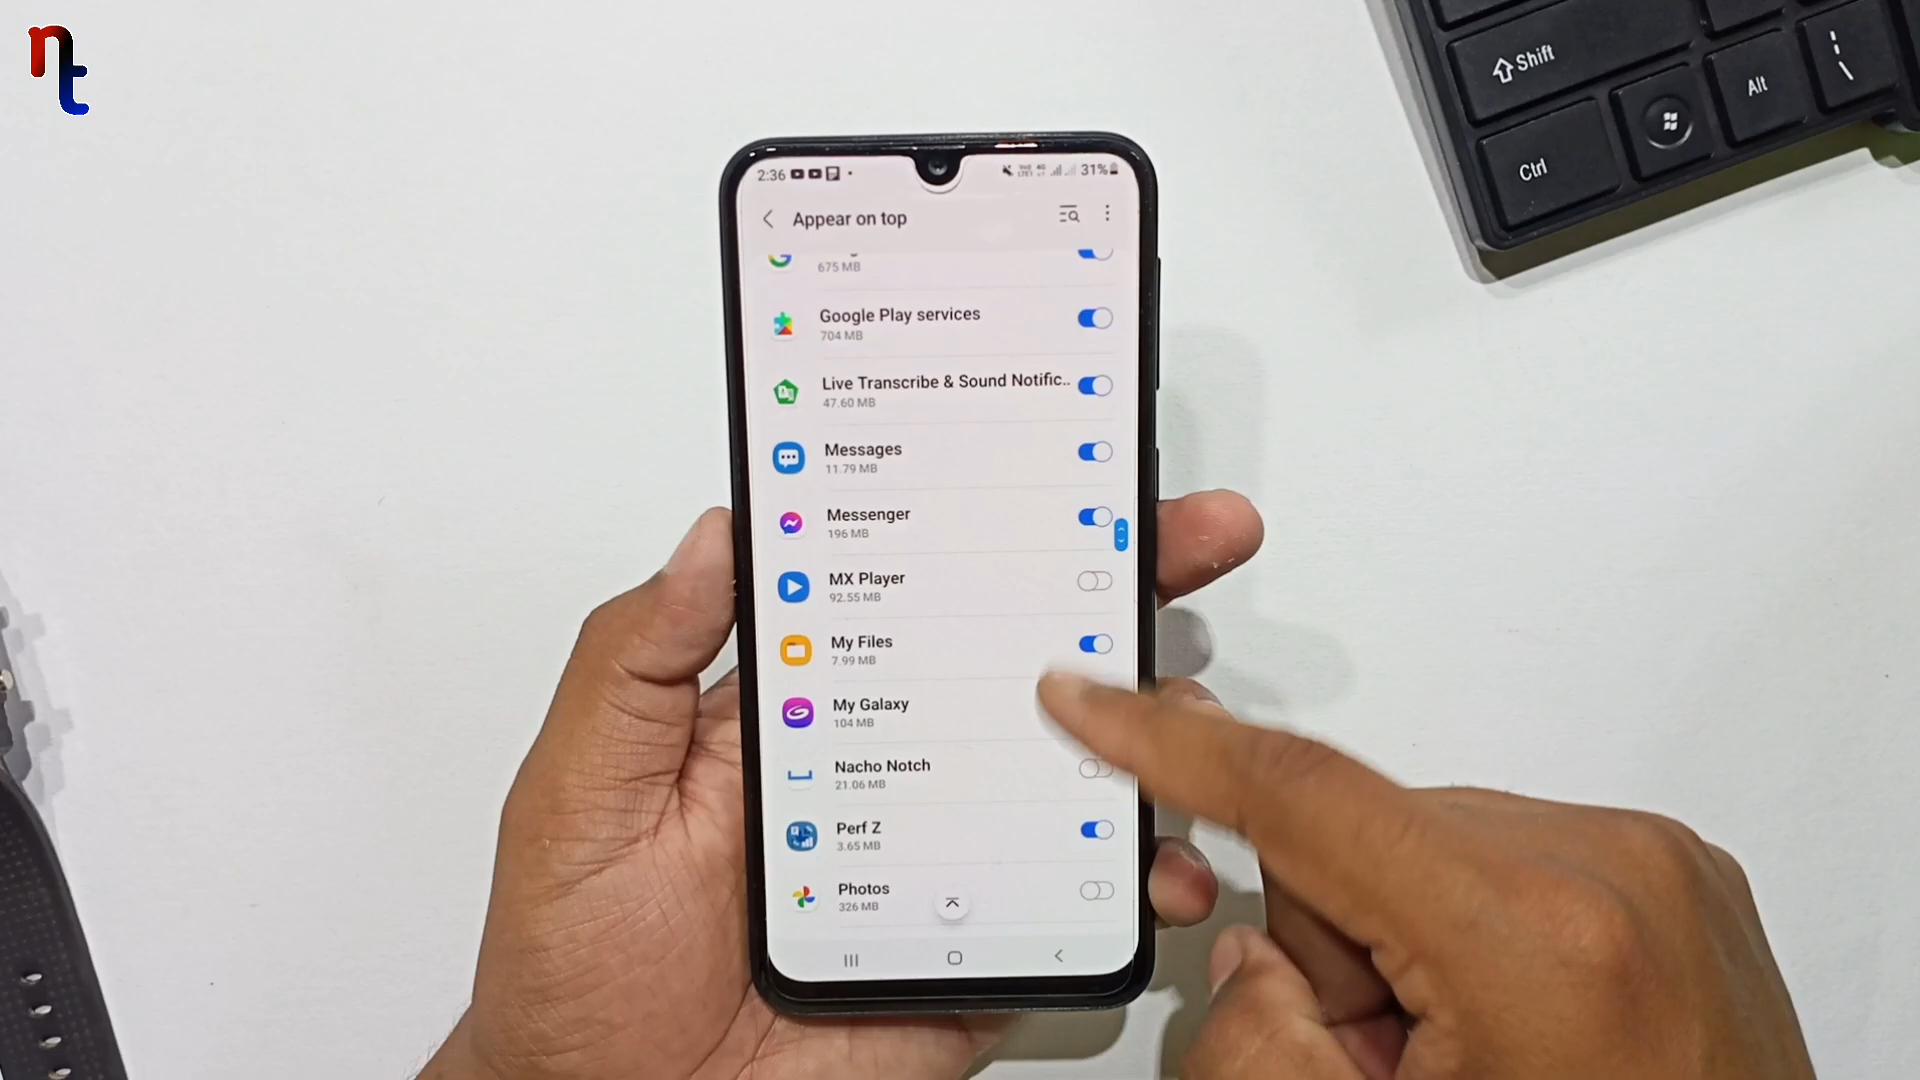 nt
Shift
Alt
Ctrl
2:36
31%
Appear on top
675 MB
Google Play services
704 MB
Live Transcribe & Sound Notific..
47.60 MB
Messages
11.79 MB
Messenger
196 MB
MX Player
92.55 MB
My Files
7.99 MB
My Galaxy
104 MB
Nacho Notch
21.06 MB
Perf Z
3.65 MB
Photos
326 MB